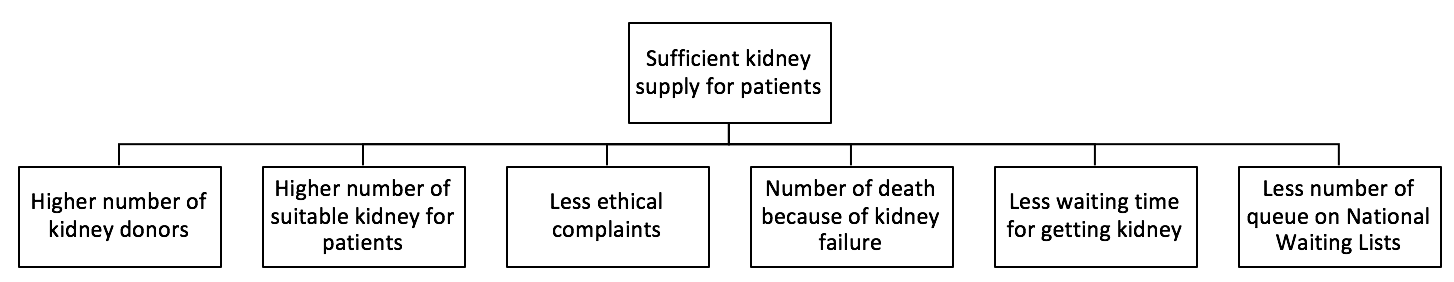 Sufficient kidney
supply for patients
Higher number of
kidney donors
Higher number of
suitable kidney for
patients
Less ethical
complaints
Number of death
because of kidney
failure
Less waiting time
for getting kidney
Less number of
queue on National
Waiting Lists